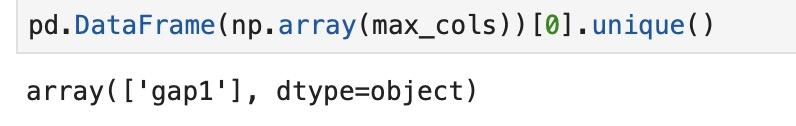 pd.DataFrame(np.array(max_cols))[0].unique()
array(['gap1'], dtype=object)